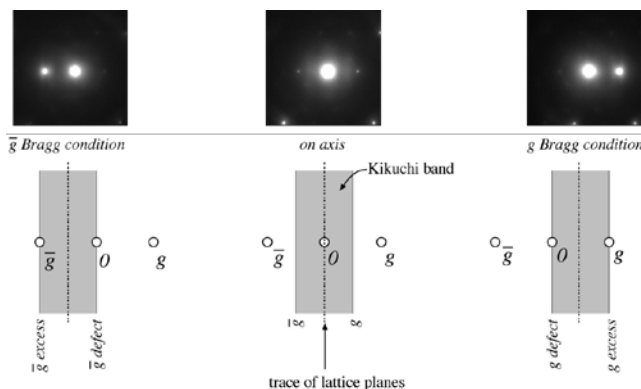 g̅ Bragg condition on axis g Bragg condition
Kikuchi band
g̅ 0 g g̅ 0 g g̅ 0 g
g̅ excess g̅ defect g̅ g g defect g excess
trace of lattice planes